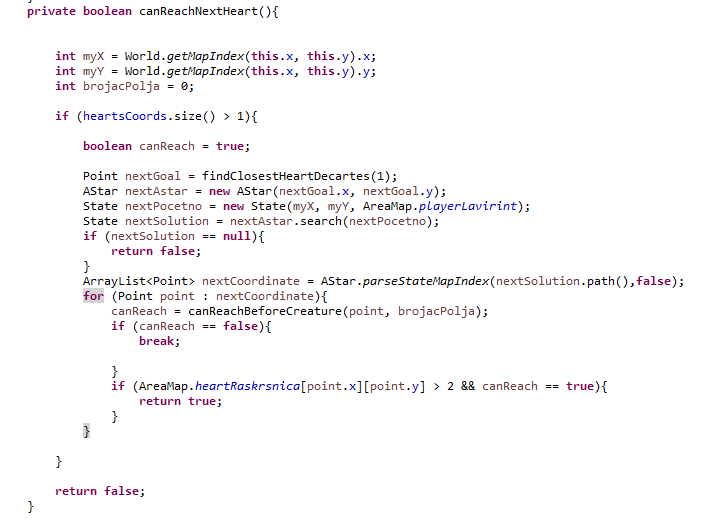 private boolean canReachNextHeart(){
int myX = World.getMapIndex(this.x, this.y).x;
int myY = World.getMapIndex(this.x, this.y).y;
int brojacPolja = 0;
if (heartsCoords.size() > 1){
boolean canReach = true;
Point nextGoal = findClosestHeartDecartes(1);
AStar nextAstar = new AStar(nextGoal.x, nextGoal.y);
State nextPocetno = new State(myX, myY, AreaMap.playerLavirint);
State nextSolution = nextAstar.search(nextPocetno);
if (nextSolution == null){
return false;
}
ArrayList<Point> nextCoordinate = AStar.parseStateMapIndex(nextSolution.path(),false);
for (Point point : nextCoordinate){
canReach = canReachBeforeCreature(point, brojacPolja);
if (canReach == false){
break;
}
if (AreaMap.heartRaskrsnica[point.x][point.y] > 2 && canReach == true){
return true;
}
}
}
return false;
}